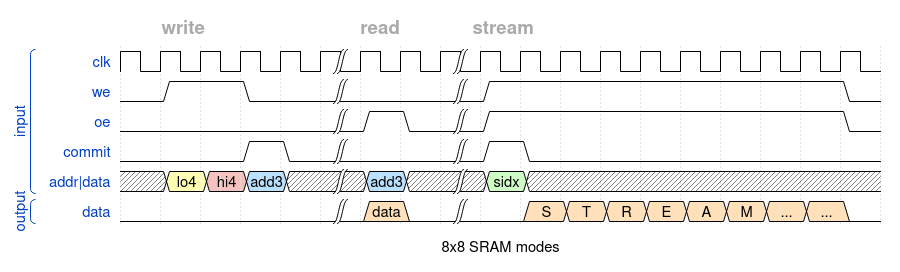 write read stream
input
clk
we
oe
commit
addr|data lo4 hi4 add3 add3 sidx
output
data data S T R E A M ... ...
8x8 SRAM modes